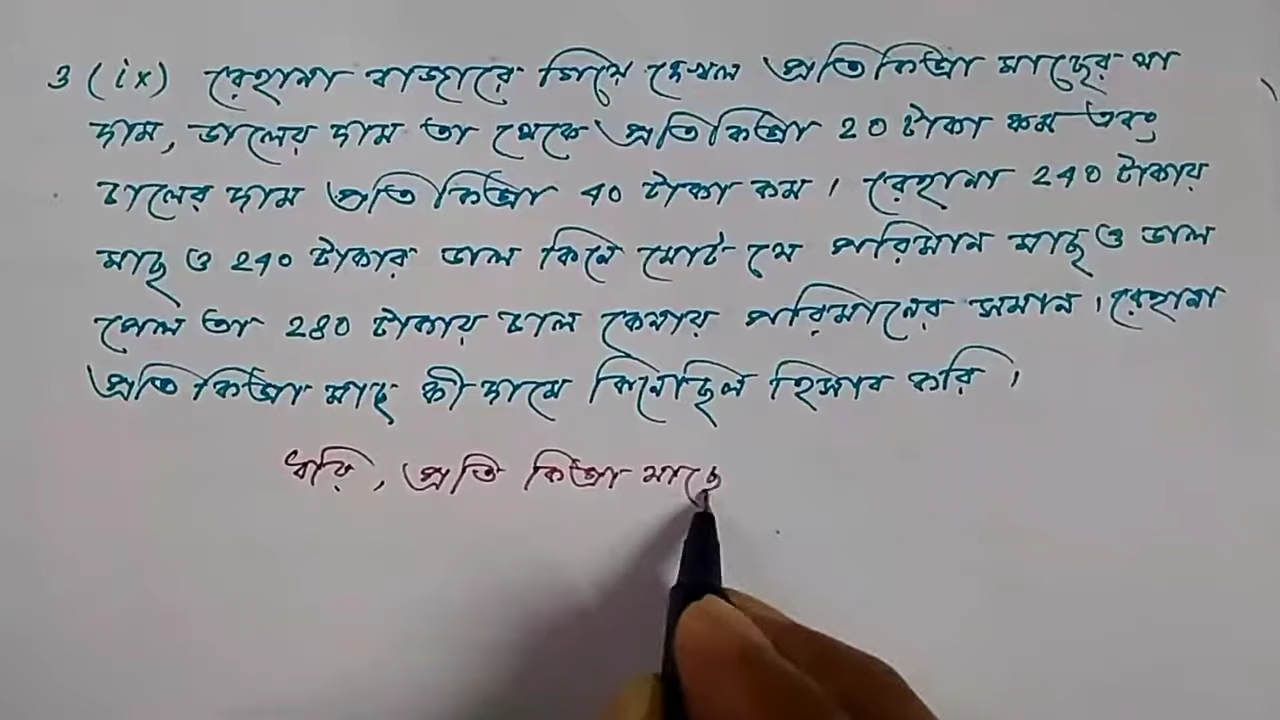 3 (ix) রেহানা বাজারে গিয়ে দেখল প্রতিকিগ্রা মাছের যা
দাম, ডালের দাম তা থেকে প্রতিকিগ্রা 20 টাকা কম এবং
চালের দাম প্রতি কিগ্রা 40 টাকা কম। রেহানা 240 টাকায়
মাছ ও 240 টাকার ডাল কিনে মোট যে পরিমান মাছ ও ডাল
পেল তা 280 টাকায় চাল কেনার পরিমানের সমান। রেহানা
প্রতি কিগ্রা মাছ কী দামে কিনেছিল হিসাব করি।
ধরি, প্রতি কিগ্রা মাছে